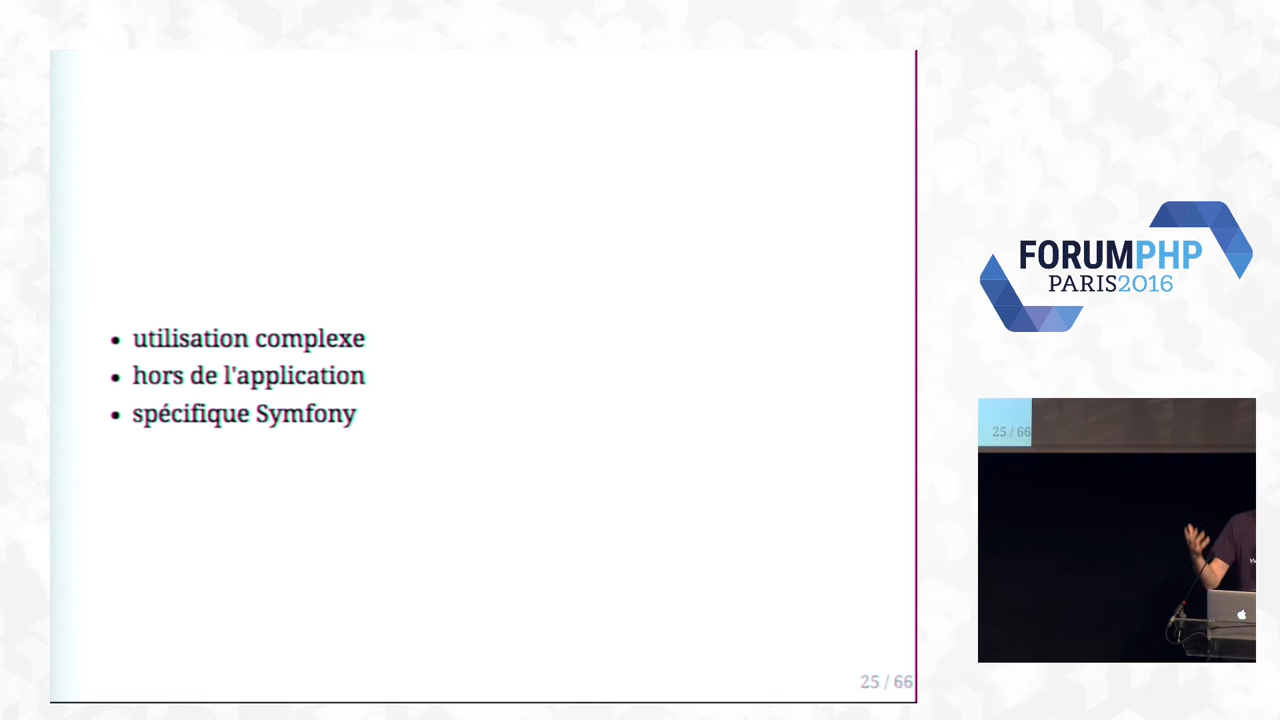 • utilisation complexe
• hors de l'application
• spécifique Symfony
25 / 66
FORUMPHP
PARIS2016
25 / 66